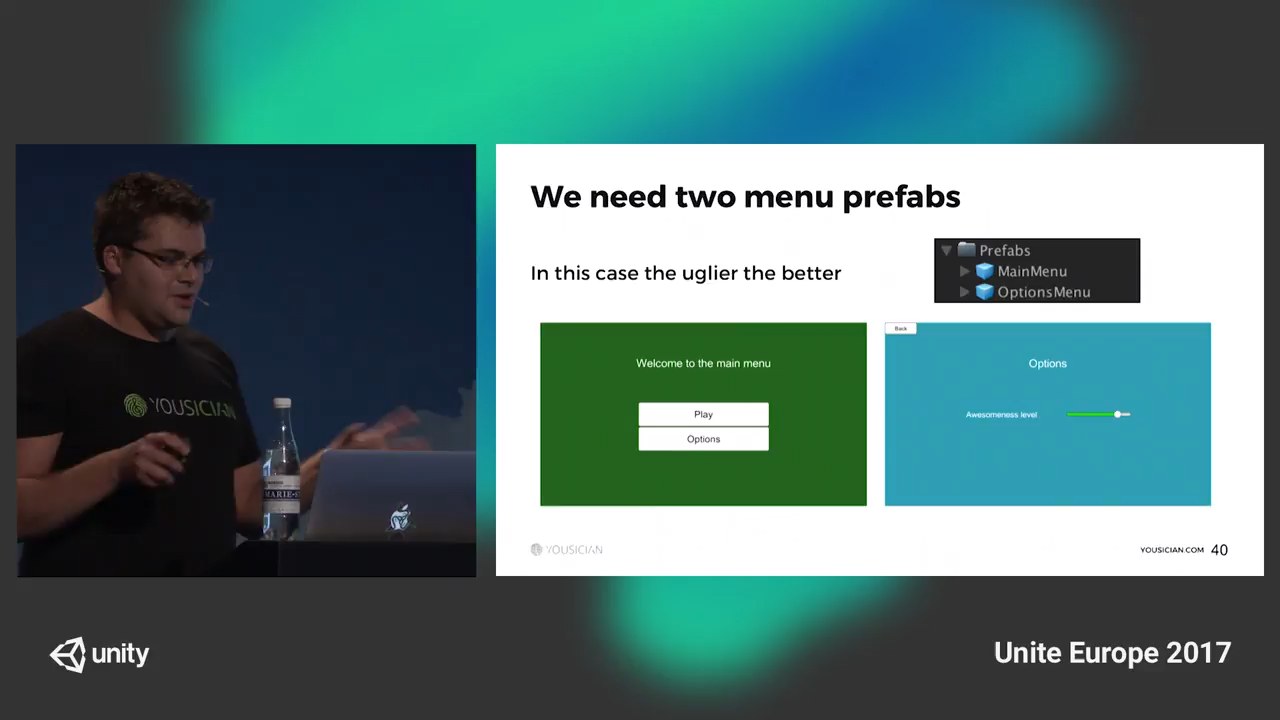 We need two menu prefabs
In this case the uglier the better
Prefabs
MainMenu
OptionsMenu
Welcome to the main menu
Play
Options
Back
Options
Awesomeness level
YOUSICIAN
YOUSICIAN.COM 40
YOUSICIAN
unity
Unite Europe 2017